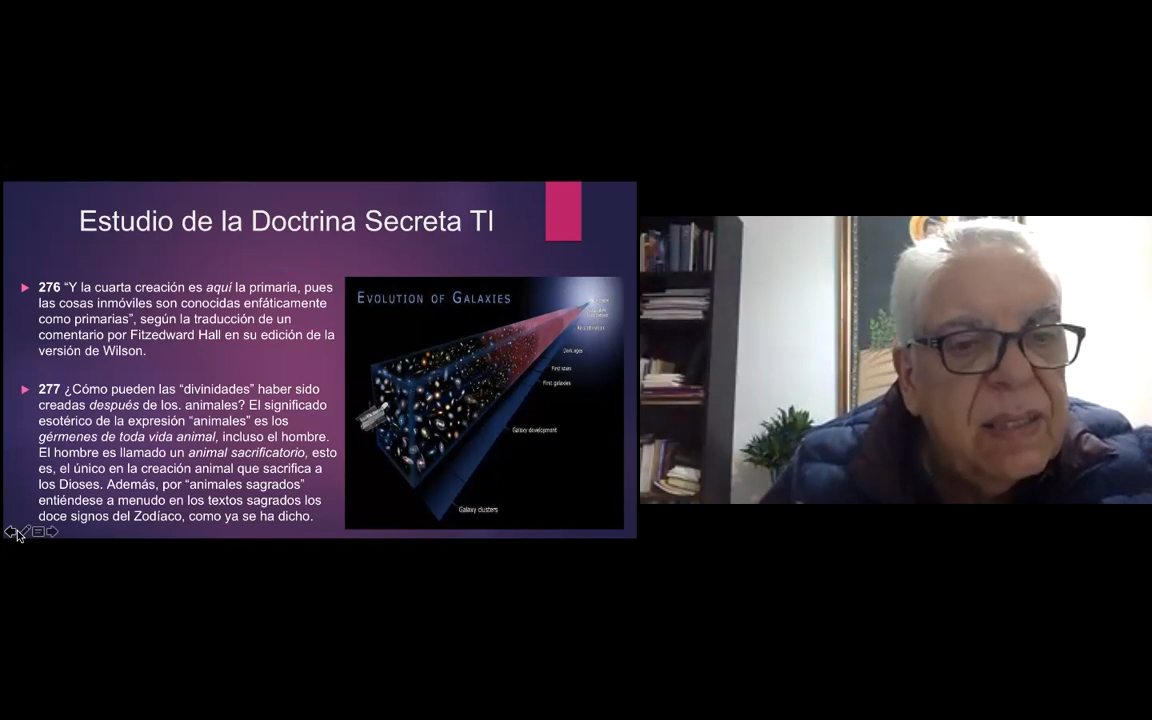 Estudio de la Doctrina Secreta TI
276 “Y la cuarta creación es aquí la primaria, pues
las cosas inmóviles son conocidas enfáticamente
como primarias”, según la traducción de un
comentario por Fitzedward Hall en su edición de la
versión de Wilson.
277 ¿Cómo pueden las “divinidades” haber sido
creadas después de los. animales? El significado
esotérico de la expresión “animales” es los
gérmenes de toda vida animal, incluso el hombre.
El hombre es llamado un animal sacrificatorio, esto
es, el único en la creación animal que sacrifica a
los Dioses. Además, por “animales sagrados”
entiéndese a menudo en los textos sagrados los
doce signos del Zodíaco, como ya se ha dicho.
EVOLUTION OF GALAXIES
Dark ages
First stars
First galaxies
Galaxy development
Galaxy clusters